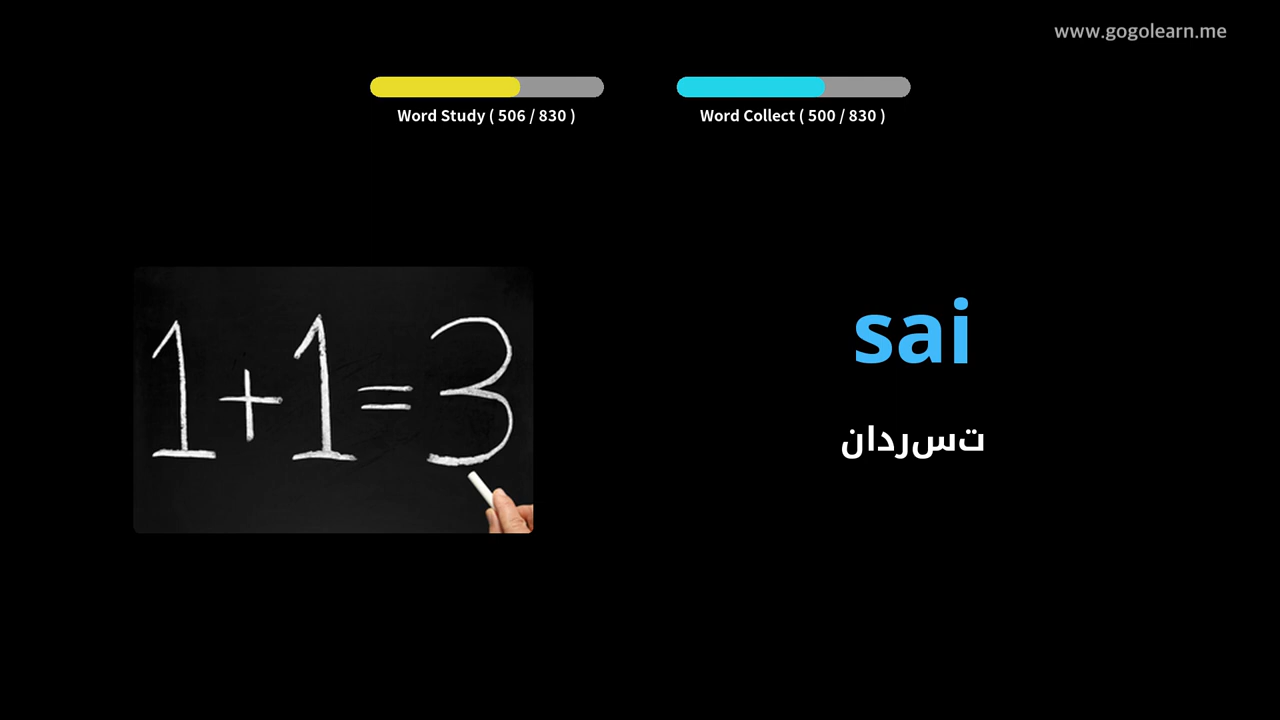 www.gogolearn.me
Word Study ( 506 / 830 )
Word Collect ( 500 / 830 )
1+1=3
sai
تسردان